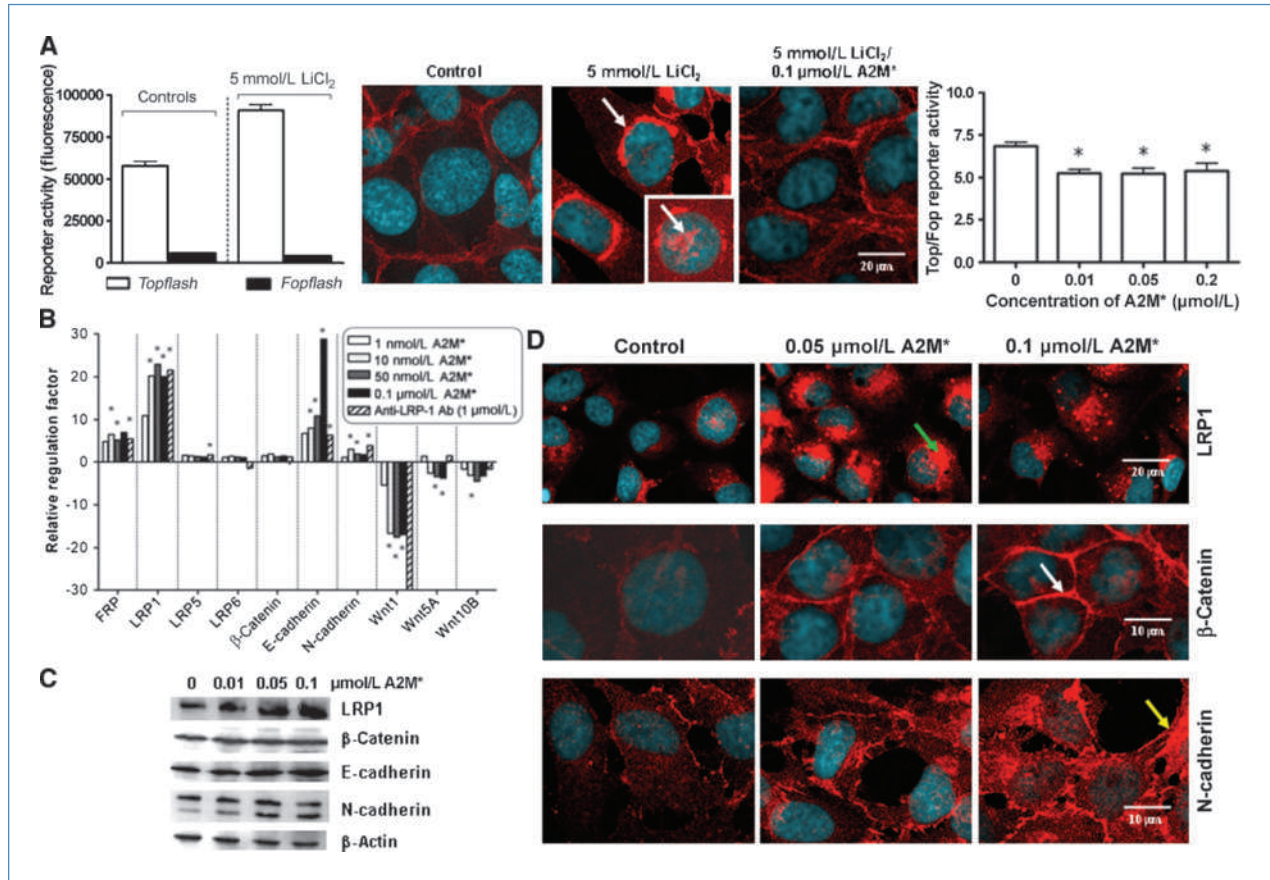 A
Reporter activity (fluorescence)
100000
75000
50000
25000
0
Controls
5 mmol/L LiCl₂
Topflash
Fopflash
Control
5 mmol/L LiCl₂
5 mmol/L LiCl₂/
0.1 µmol/L A2M*
20 µm
Top/Fop reporter activity
10.0
7.5
5.0
2.5
0.0
*
*
*
0
0.01
0.05
0.2
Concentration of A2M* (µmol/L)
B
Relative regulation factor
30
20
10
0
-10
-20
-30
1 nmol/L A2M*
10 nmol/L A2M*
50 nmol/L A2M*
0.1 µmol/L A2M*
Anti-LRP-1 Ab (1 µmol/L)
FRP
LRP1
LRP5
LRP6
β-Catenin
E-cadherin
N-cadherin
Wnt1
Wnt5A
Wnt10B
C
0 0.01 0.05 0.1 µmol/L A2M*
LRP1
β-Catenin
E-cadherin
N-cadherin
β-Actin
D
Control
0.05 µmol/L A2M*
0.1 µmol/L A2M*
20 µm
LRP1
10 µm
β-Catenin
10 µm
N-cadherin